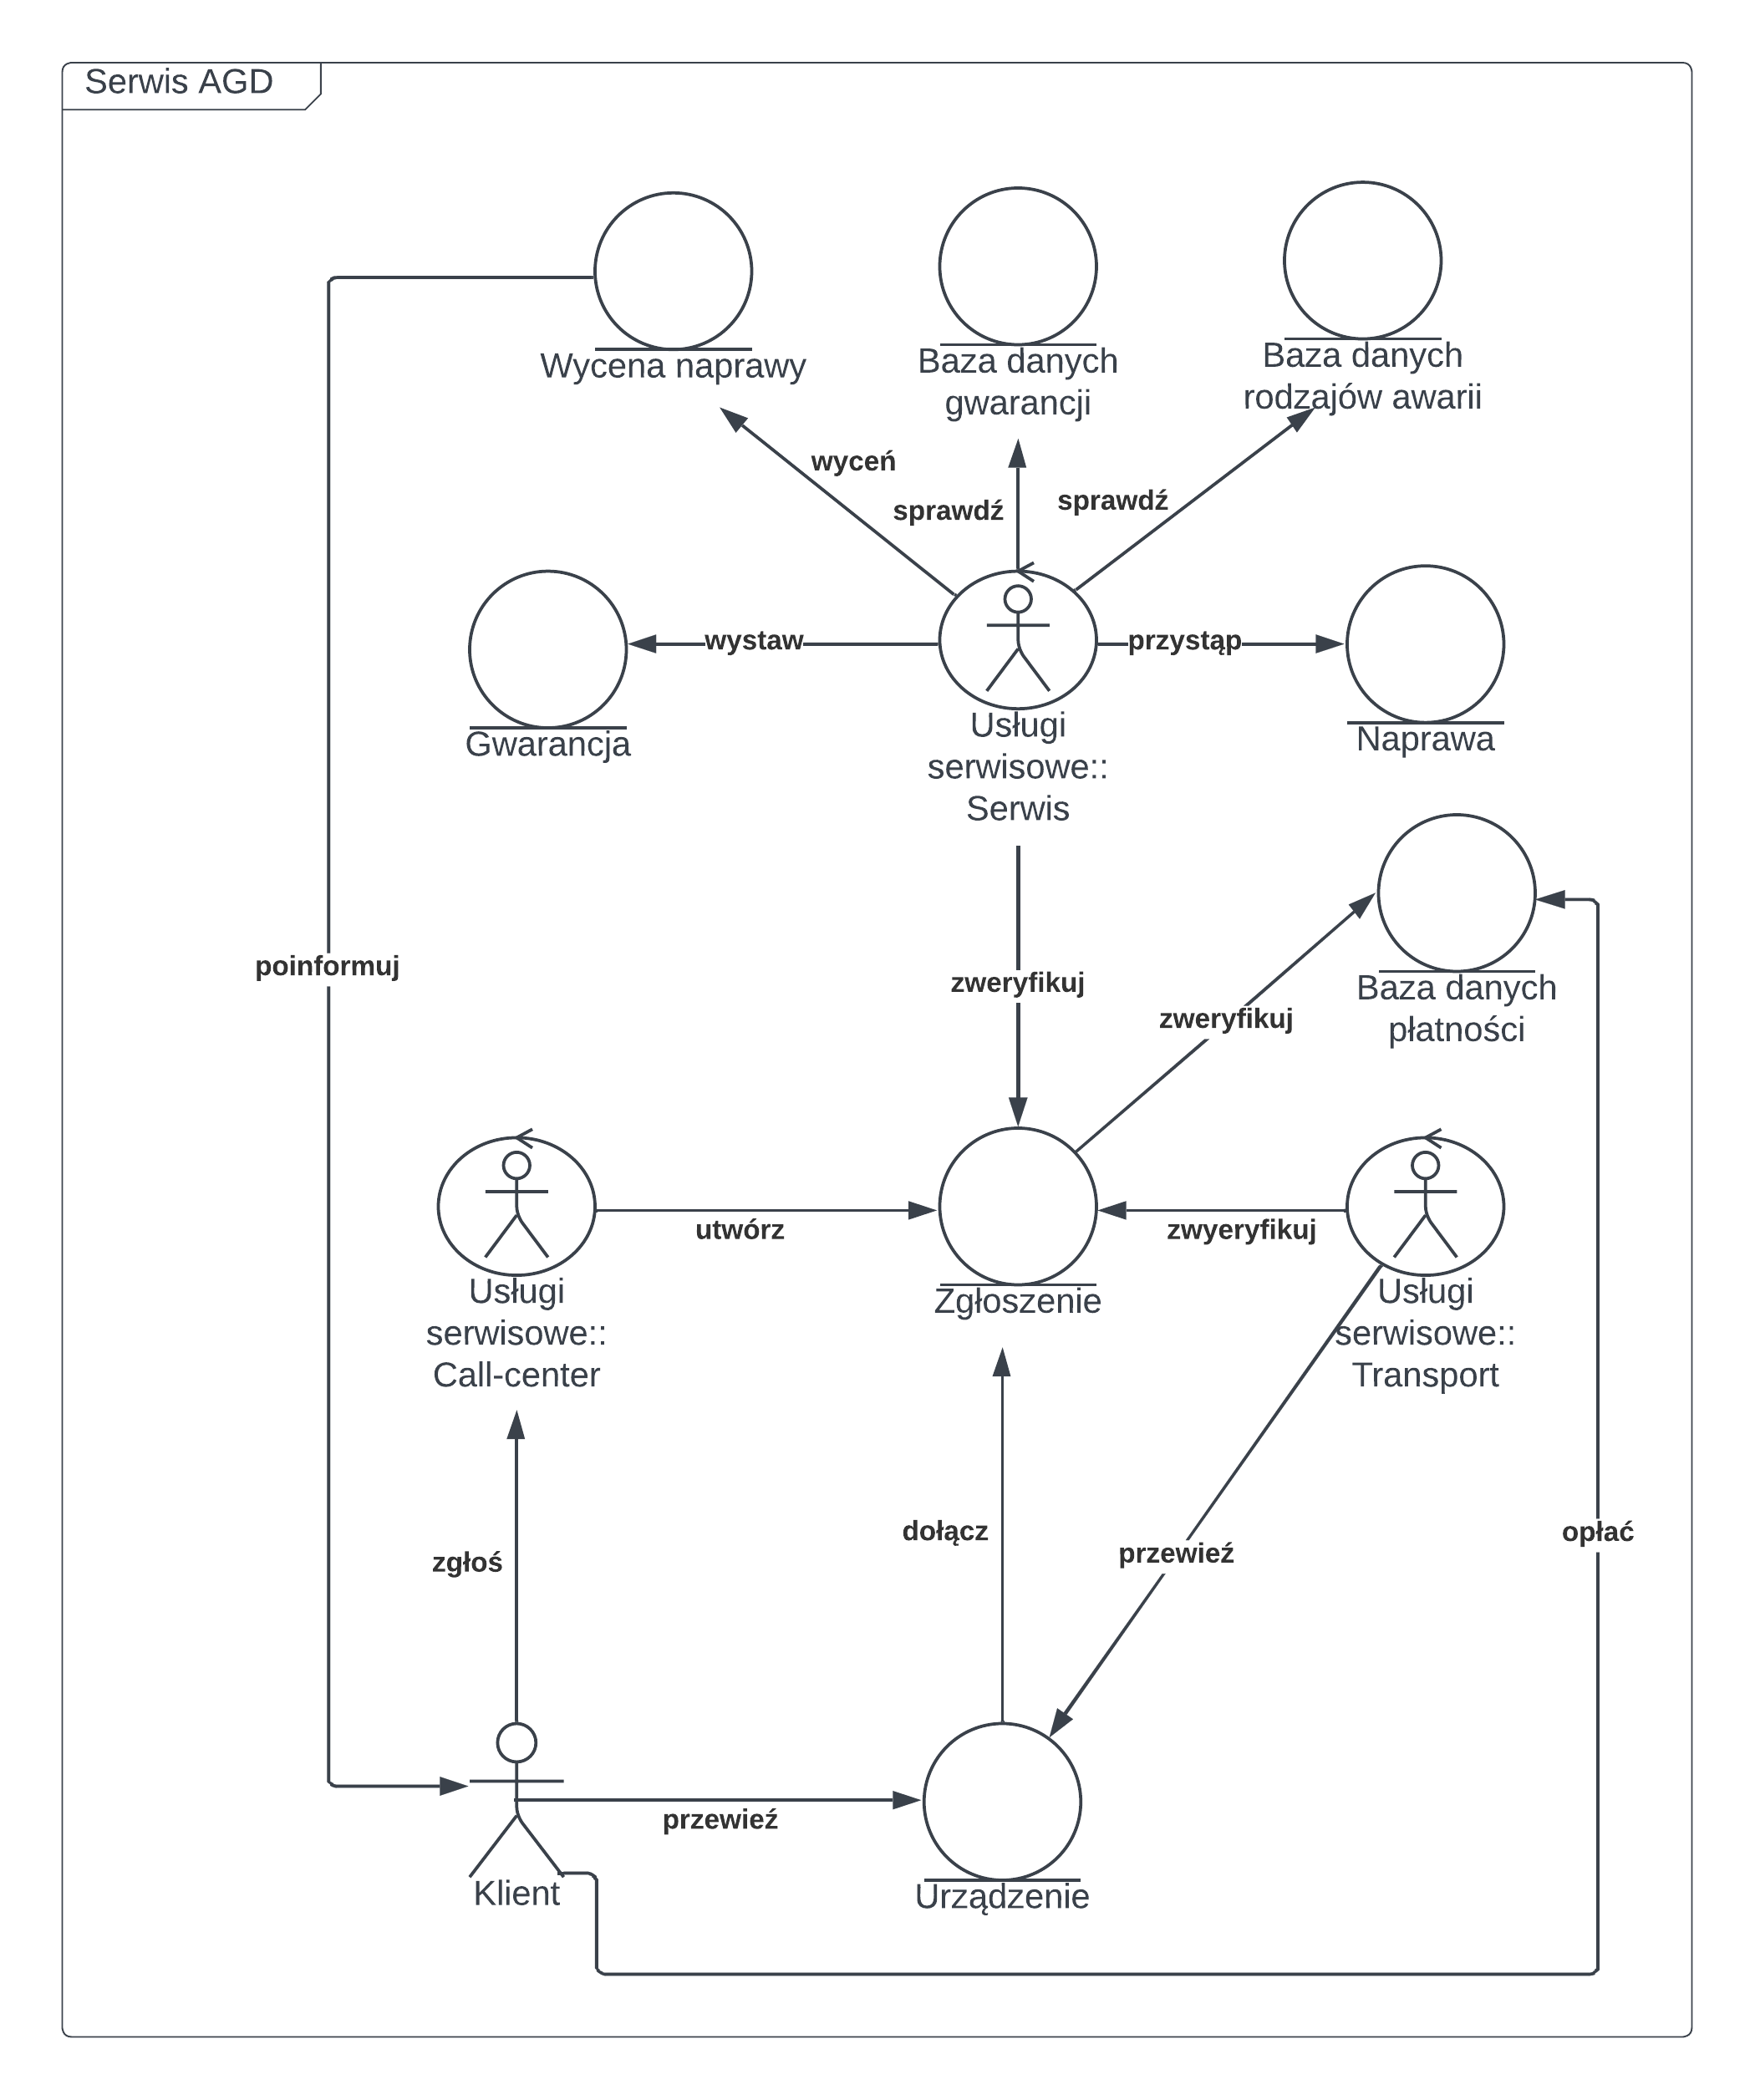 Serwis AGD
Wycena naprawy
Baza danych
gwarancji
Baza danych
rodzajów awarii
wyceń
sprawdź
sprawdź
wystaw
przystąp
Gwarancja
Usługi
serwisowe::
Serwis
Naprawa
poinformuj
zweryfikuj
zweryfikuj
Baza danych
płatności
utwórz
zwyeryfikuj
Usługi
serwisowe::
Call-center
Zgłoszenie
Usługi
serwisowe::
Transport
zgłoś
dołącz
przewieź
opłać
przewieź
Klient
Urządzenie